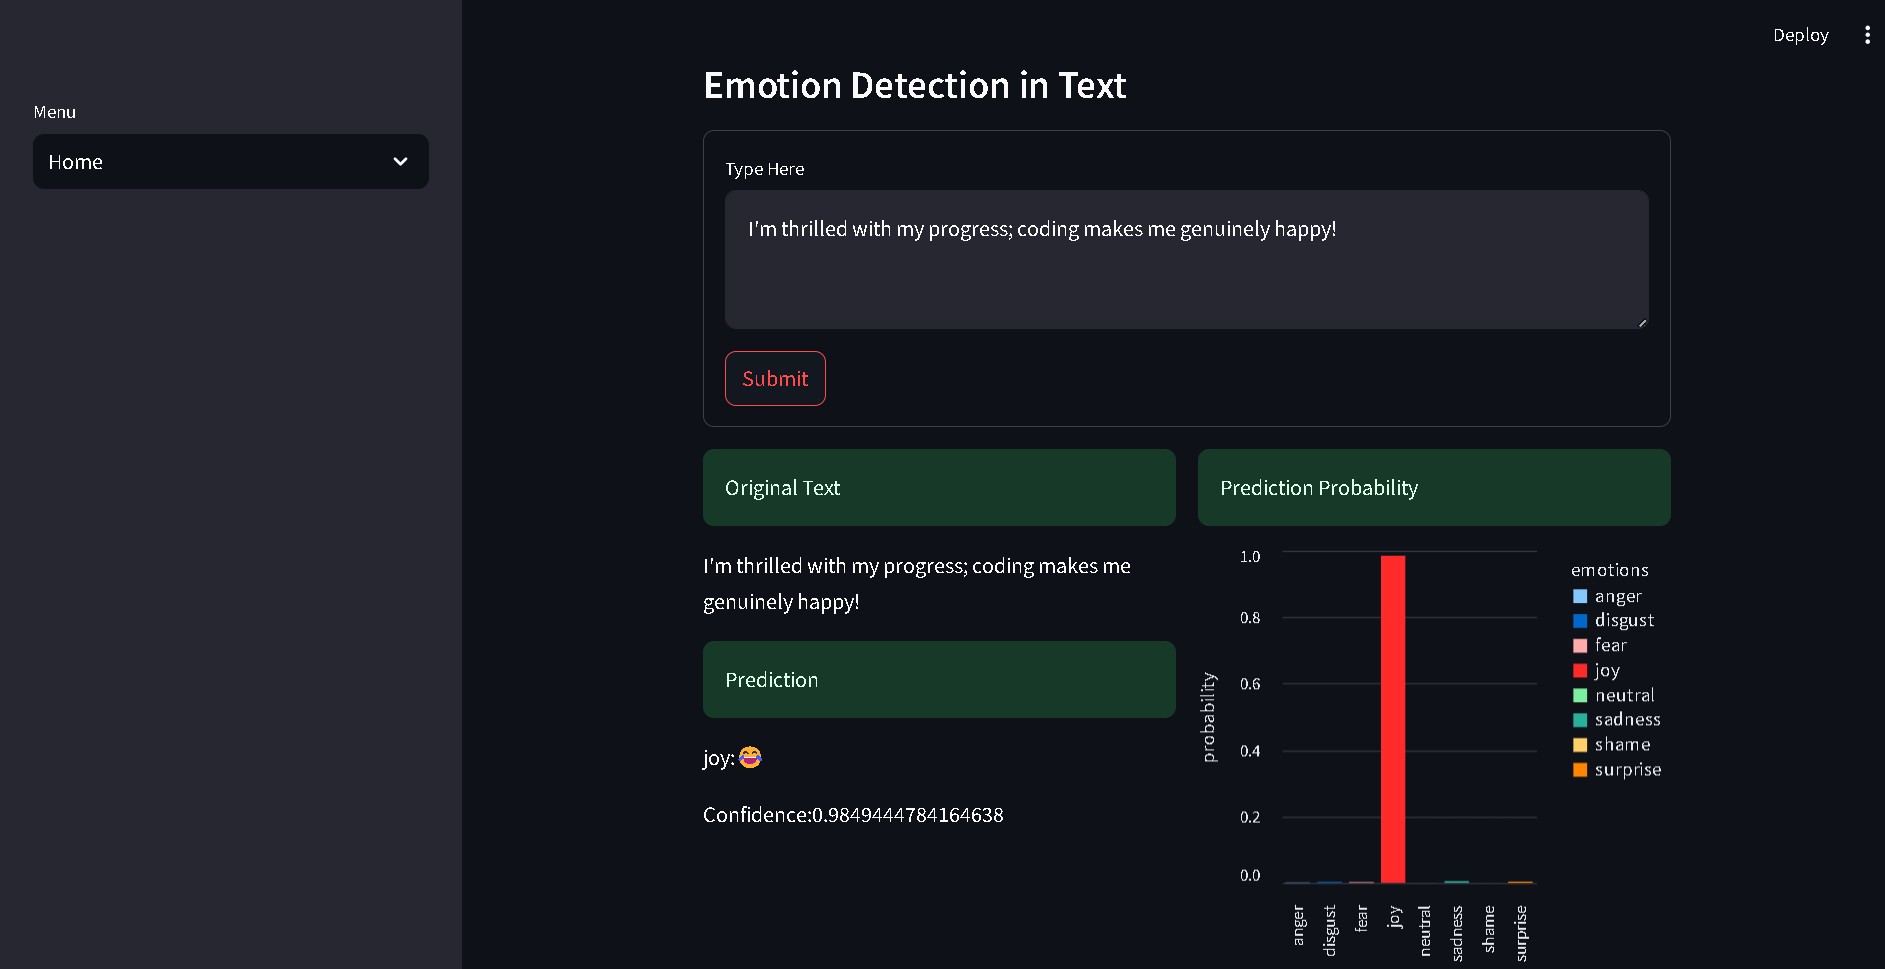 Deploy
Menu
Home
Emotion Detection in Text
Type Here
I'm thrilled with my progress; coding makes me genuinely happy!
Submit
Original Text
I'm thrilled with my progress; coding makes me
genuinely happy!
Prediction
joy:😂
Confidence:0.9849444784164638
Prediction Probability
probability
1.0
0.8
0.6
0.4
0.2
0.0
anger
disgust
fear
joy
neutral
sadness
shame
surprise
emotions
anger
disgust
fear
joy
neutral
sadness
shame
surprise